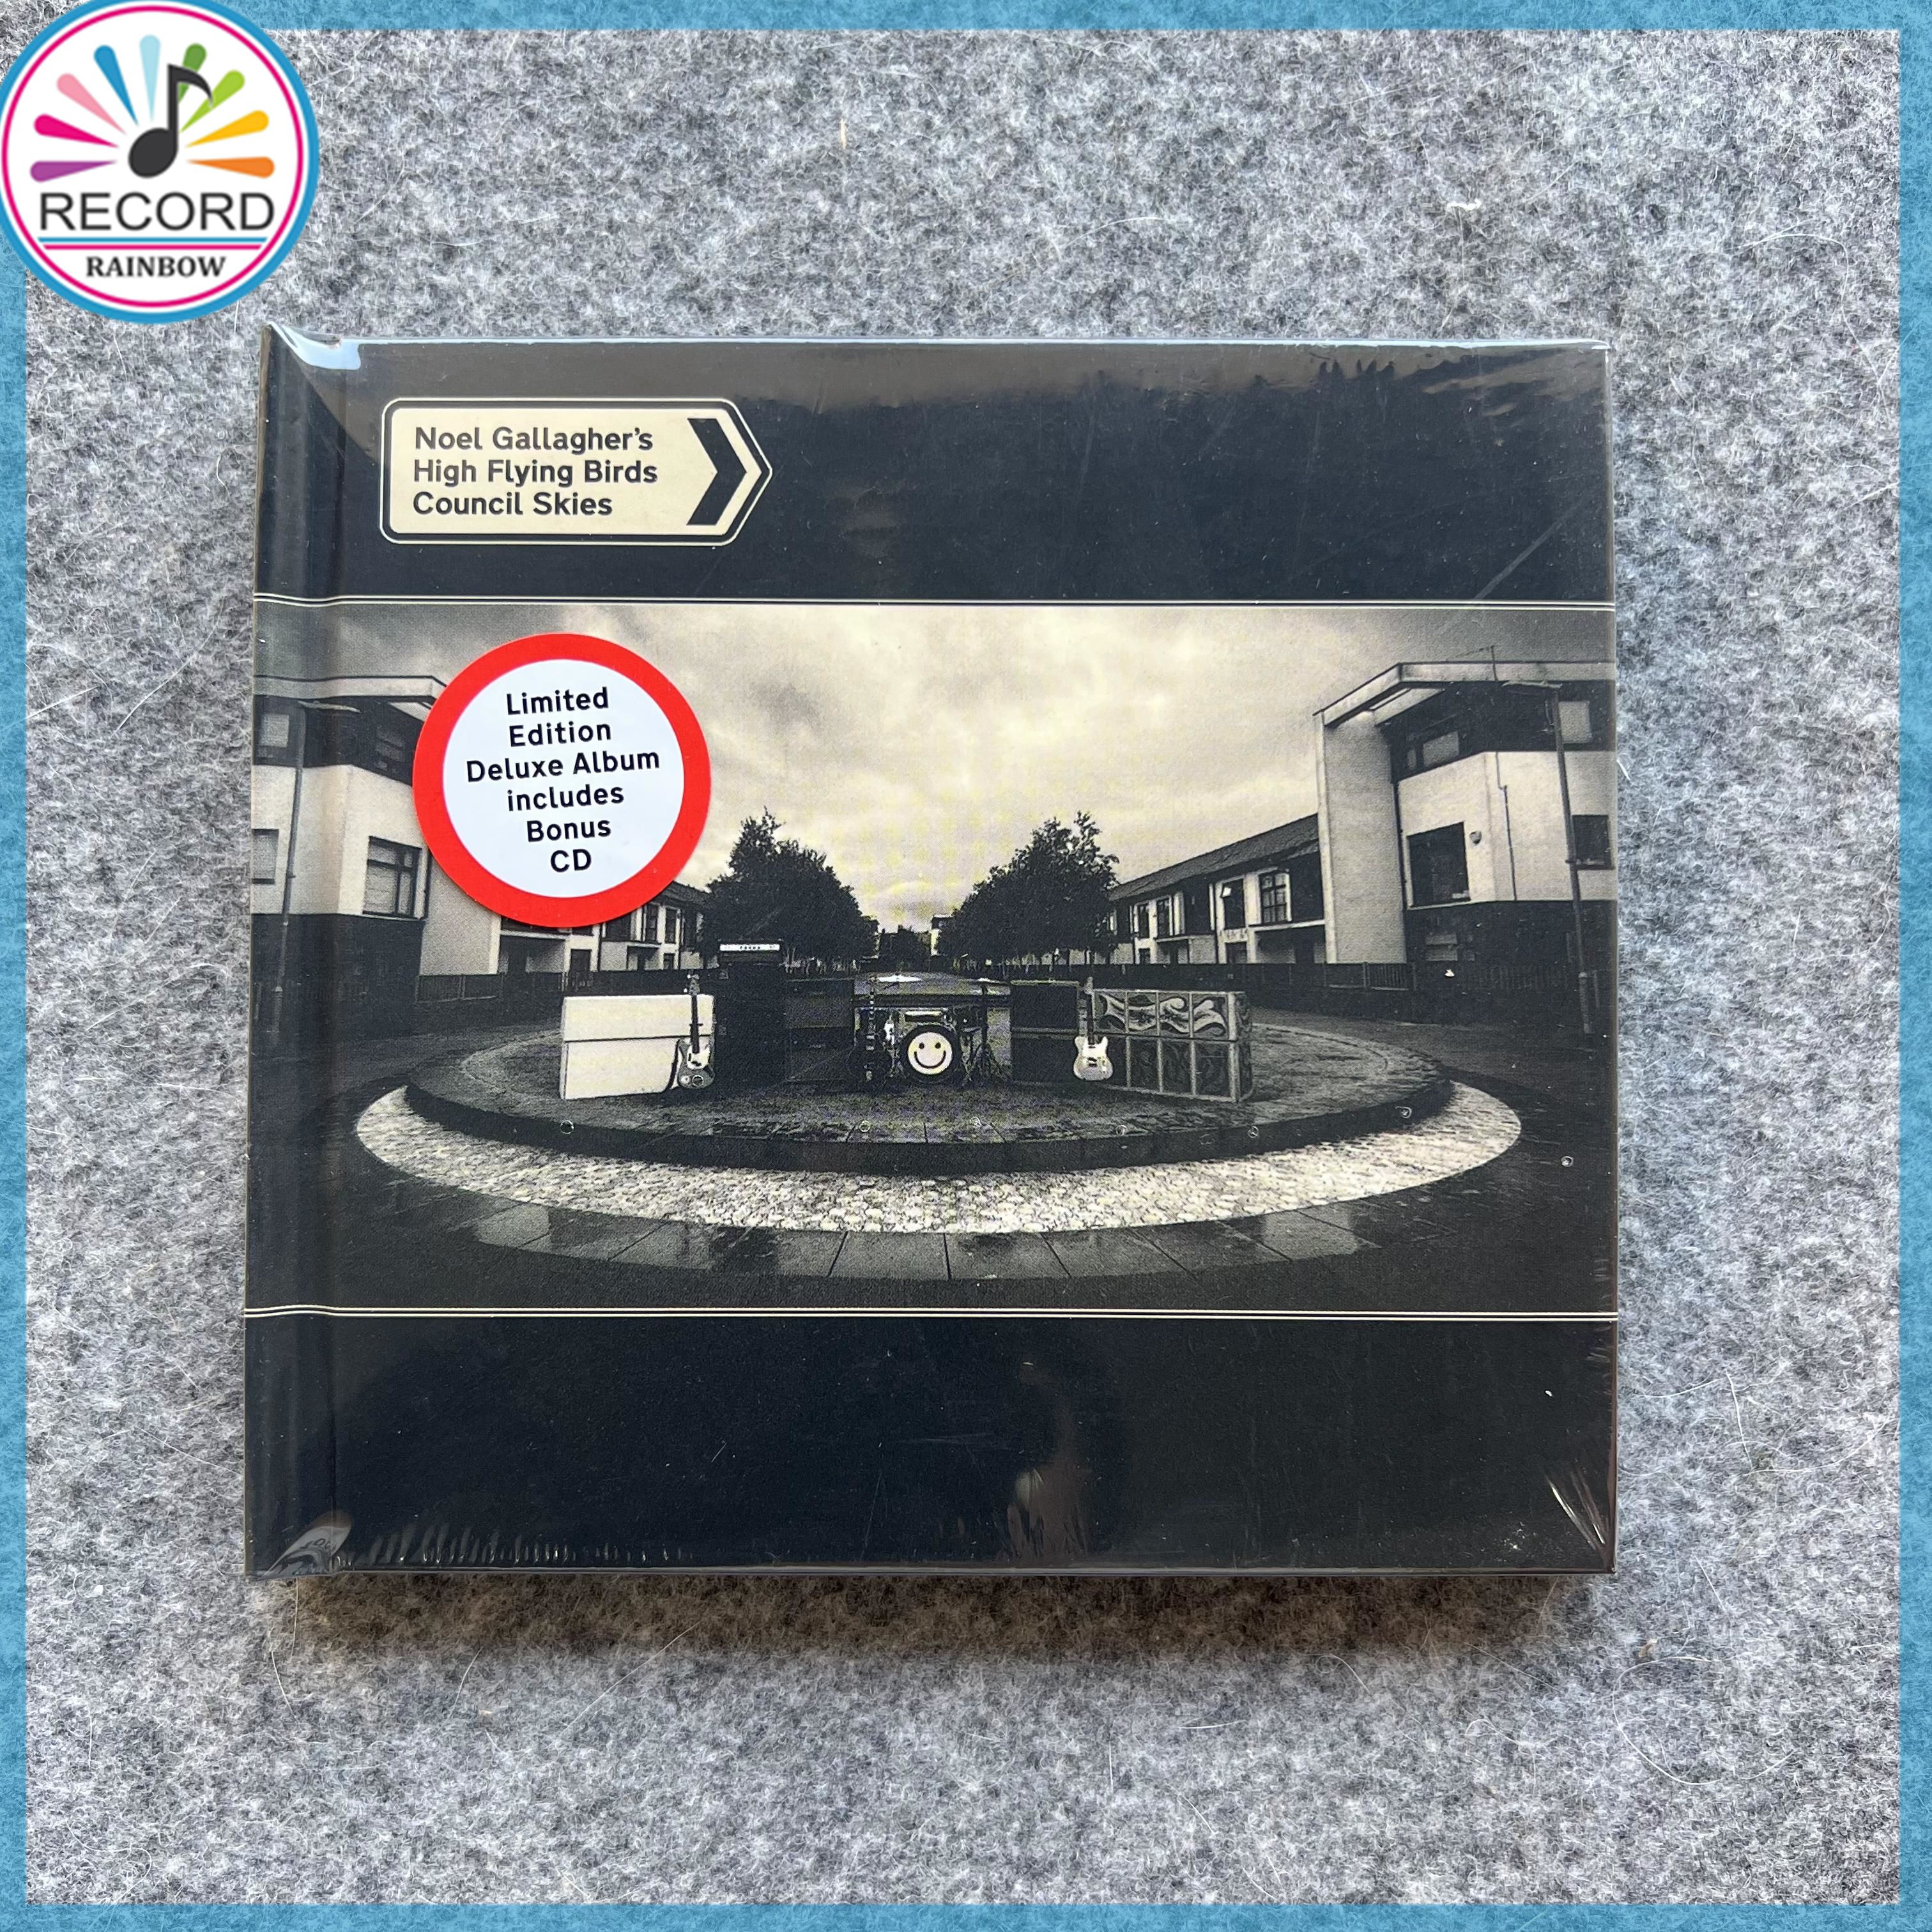 RECORD
RAINBOW
Noel Gallagher's
High Flying Birds
Council Skies
Limited
Edition
Deluxe Album
includes
Bonus
CD